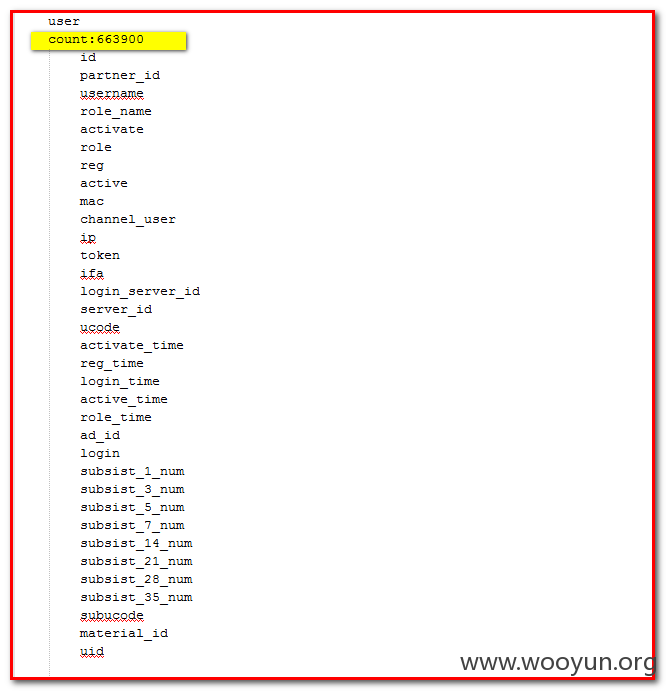 user
count:663900
id
partner_id
username
role_name
activate
role
reg
active
mac
channel_user
ip
token
ifa
login_server_id
server_id
ucode
activate_time
reg_time
login_time
active_time
role_time
ad_id
login
subsist_1_num
subsist_3_num
subsist_5_num
subsist_7_num
subsist_14_num
subsist_21_num
subsist_28_num
subsist_35_num
subucode
material_id
uid
www.wooyun.org